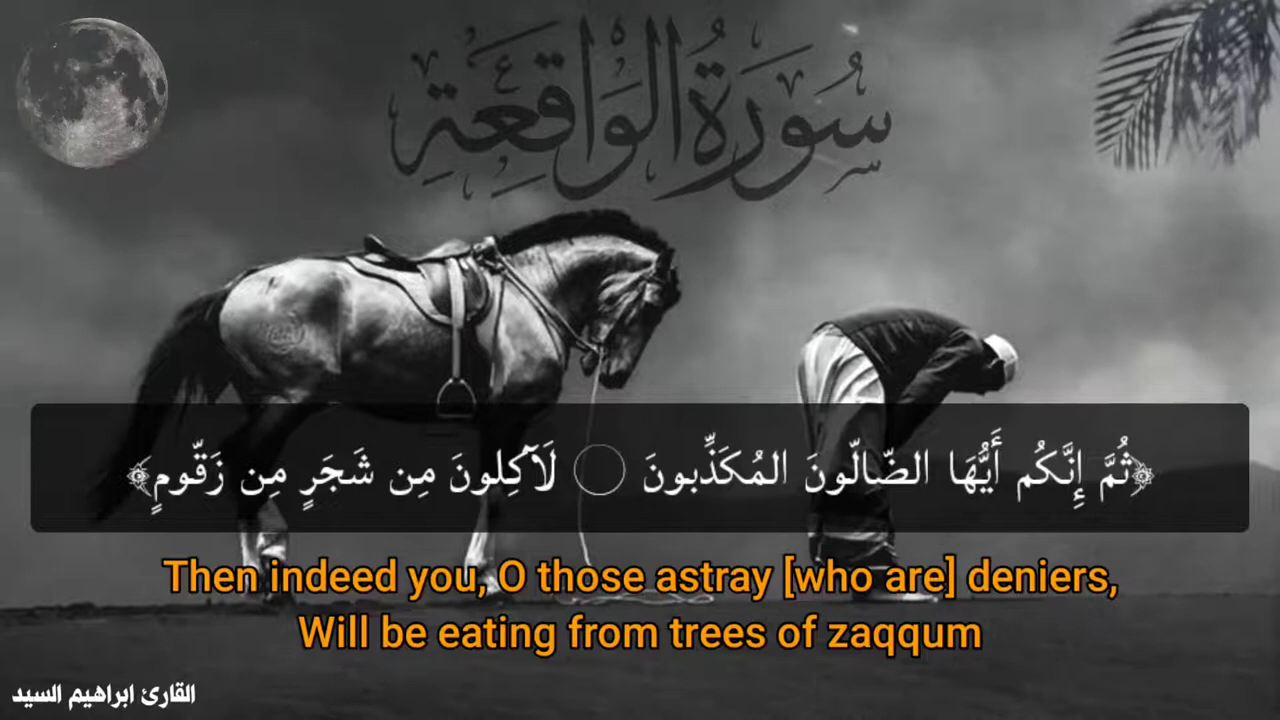 سُورَةُ الْوَاقِعَةِ
﴿ثُمَّ إِنَّكُم أَيُّهَا الضّالّونَ المُكَذِّبونَ ۝ لَآكِلونَ مِن شَجَرٍ مِن زَقّومٍ﴾
Then indeed you, O those astray [who are] deniers,
Will be eating from trees of zaqqum
القارئ ابراهيم السيد